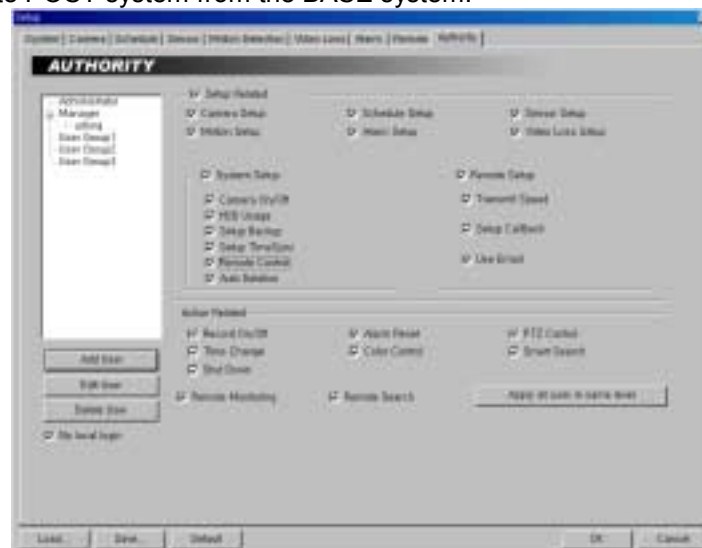 POST system from the BASE system.
Setup
System | Camera | Schedule | Sensor | Motion Detection | Video Loss | Alarm | Remote | Authority
AUTHORITY
Administrator
Manager
User Group1
User Group2
User Group3
Add User
Edit User
Delete User
No local login
Setup Related
Camera Setup
Schedule Setup
Sensor Setup
Motion Setup
Alarm Setup
Video Loss Setup
System Setup
Camera On/Off
HDD Usage
Setup Backup
Setup TimeSync
Remote Control
Auto Rotation
Remote Setup
Transmit Speed
Setup Callback
Use Email
Action Related
Record On/Off
Alarm Reset
PTZ Control
Time Change
Color Control
Smart Search
Shut Down
Remote Monitoring
Remote Search
Apply all user in same level
Load...
Save...
Default
OK
Cancel